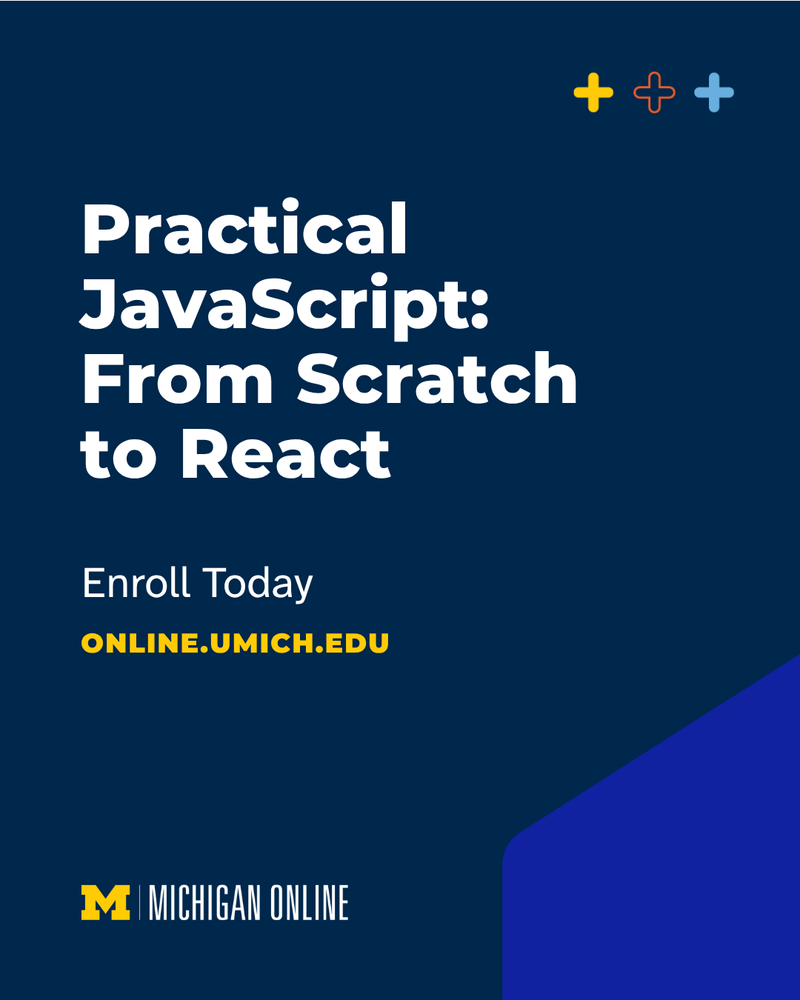 Practical
JavaScript:
From Scratch
to React
Enroll Today
ONLINE.UMICH.EDU
M | MICHIGAN ONLINE